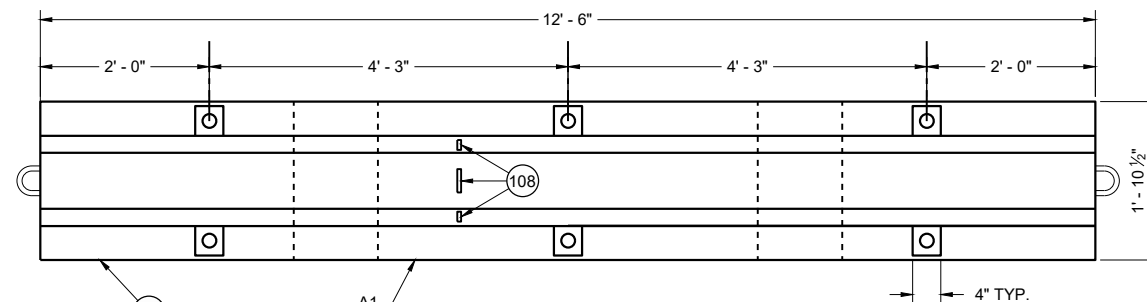 12' - 6"
2' - 0" 4' - 3" 4' - 3" 2' - 0"
108
1' - 10 ½"
A1
4" TYP.